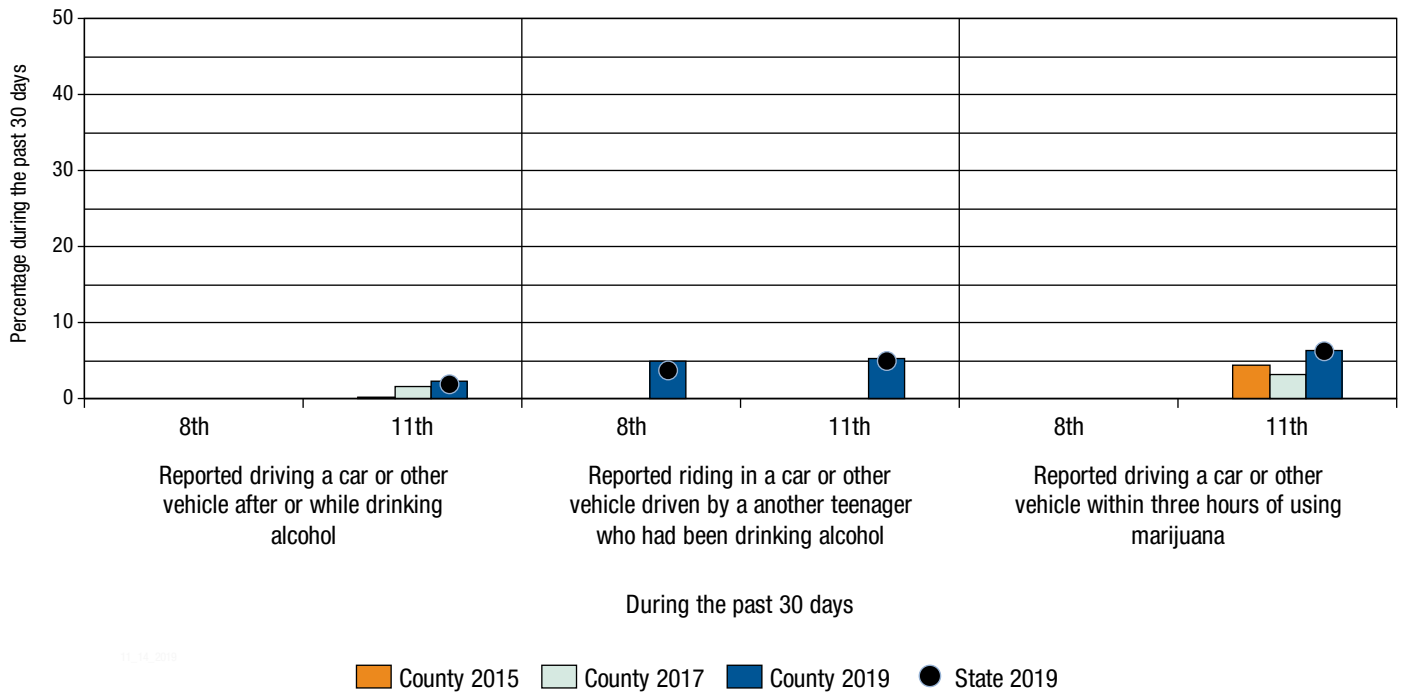 Percentage during the past 30 days
50
40
30
20
10
0
8th
11th
8th
11th
8th
11th
Reported driving a car or other
vehicle after or while drinking
alcohol
Reported riding in a car or other
vehicle driven by a another teenager
who had been drinking alcohol
Reported driving a car or other
vehicle within three hours of using
marijuana
During the past 30 days
County 2015
County 2017
County 2019
State 2019